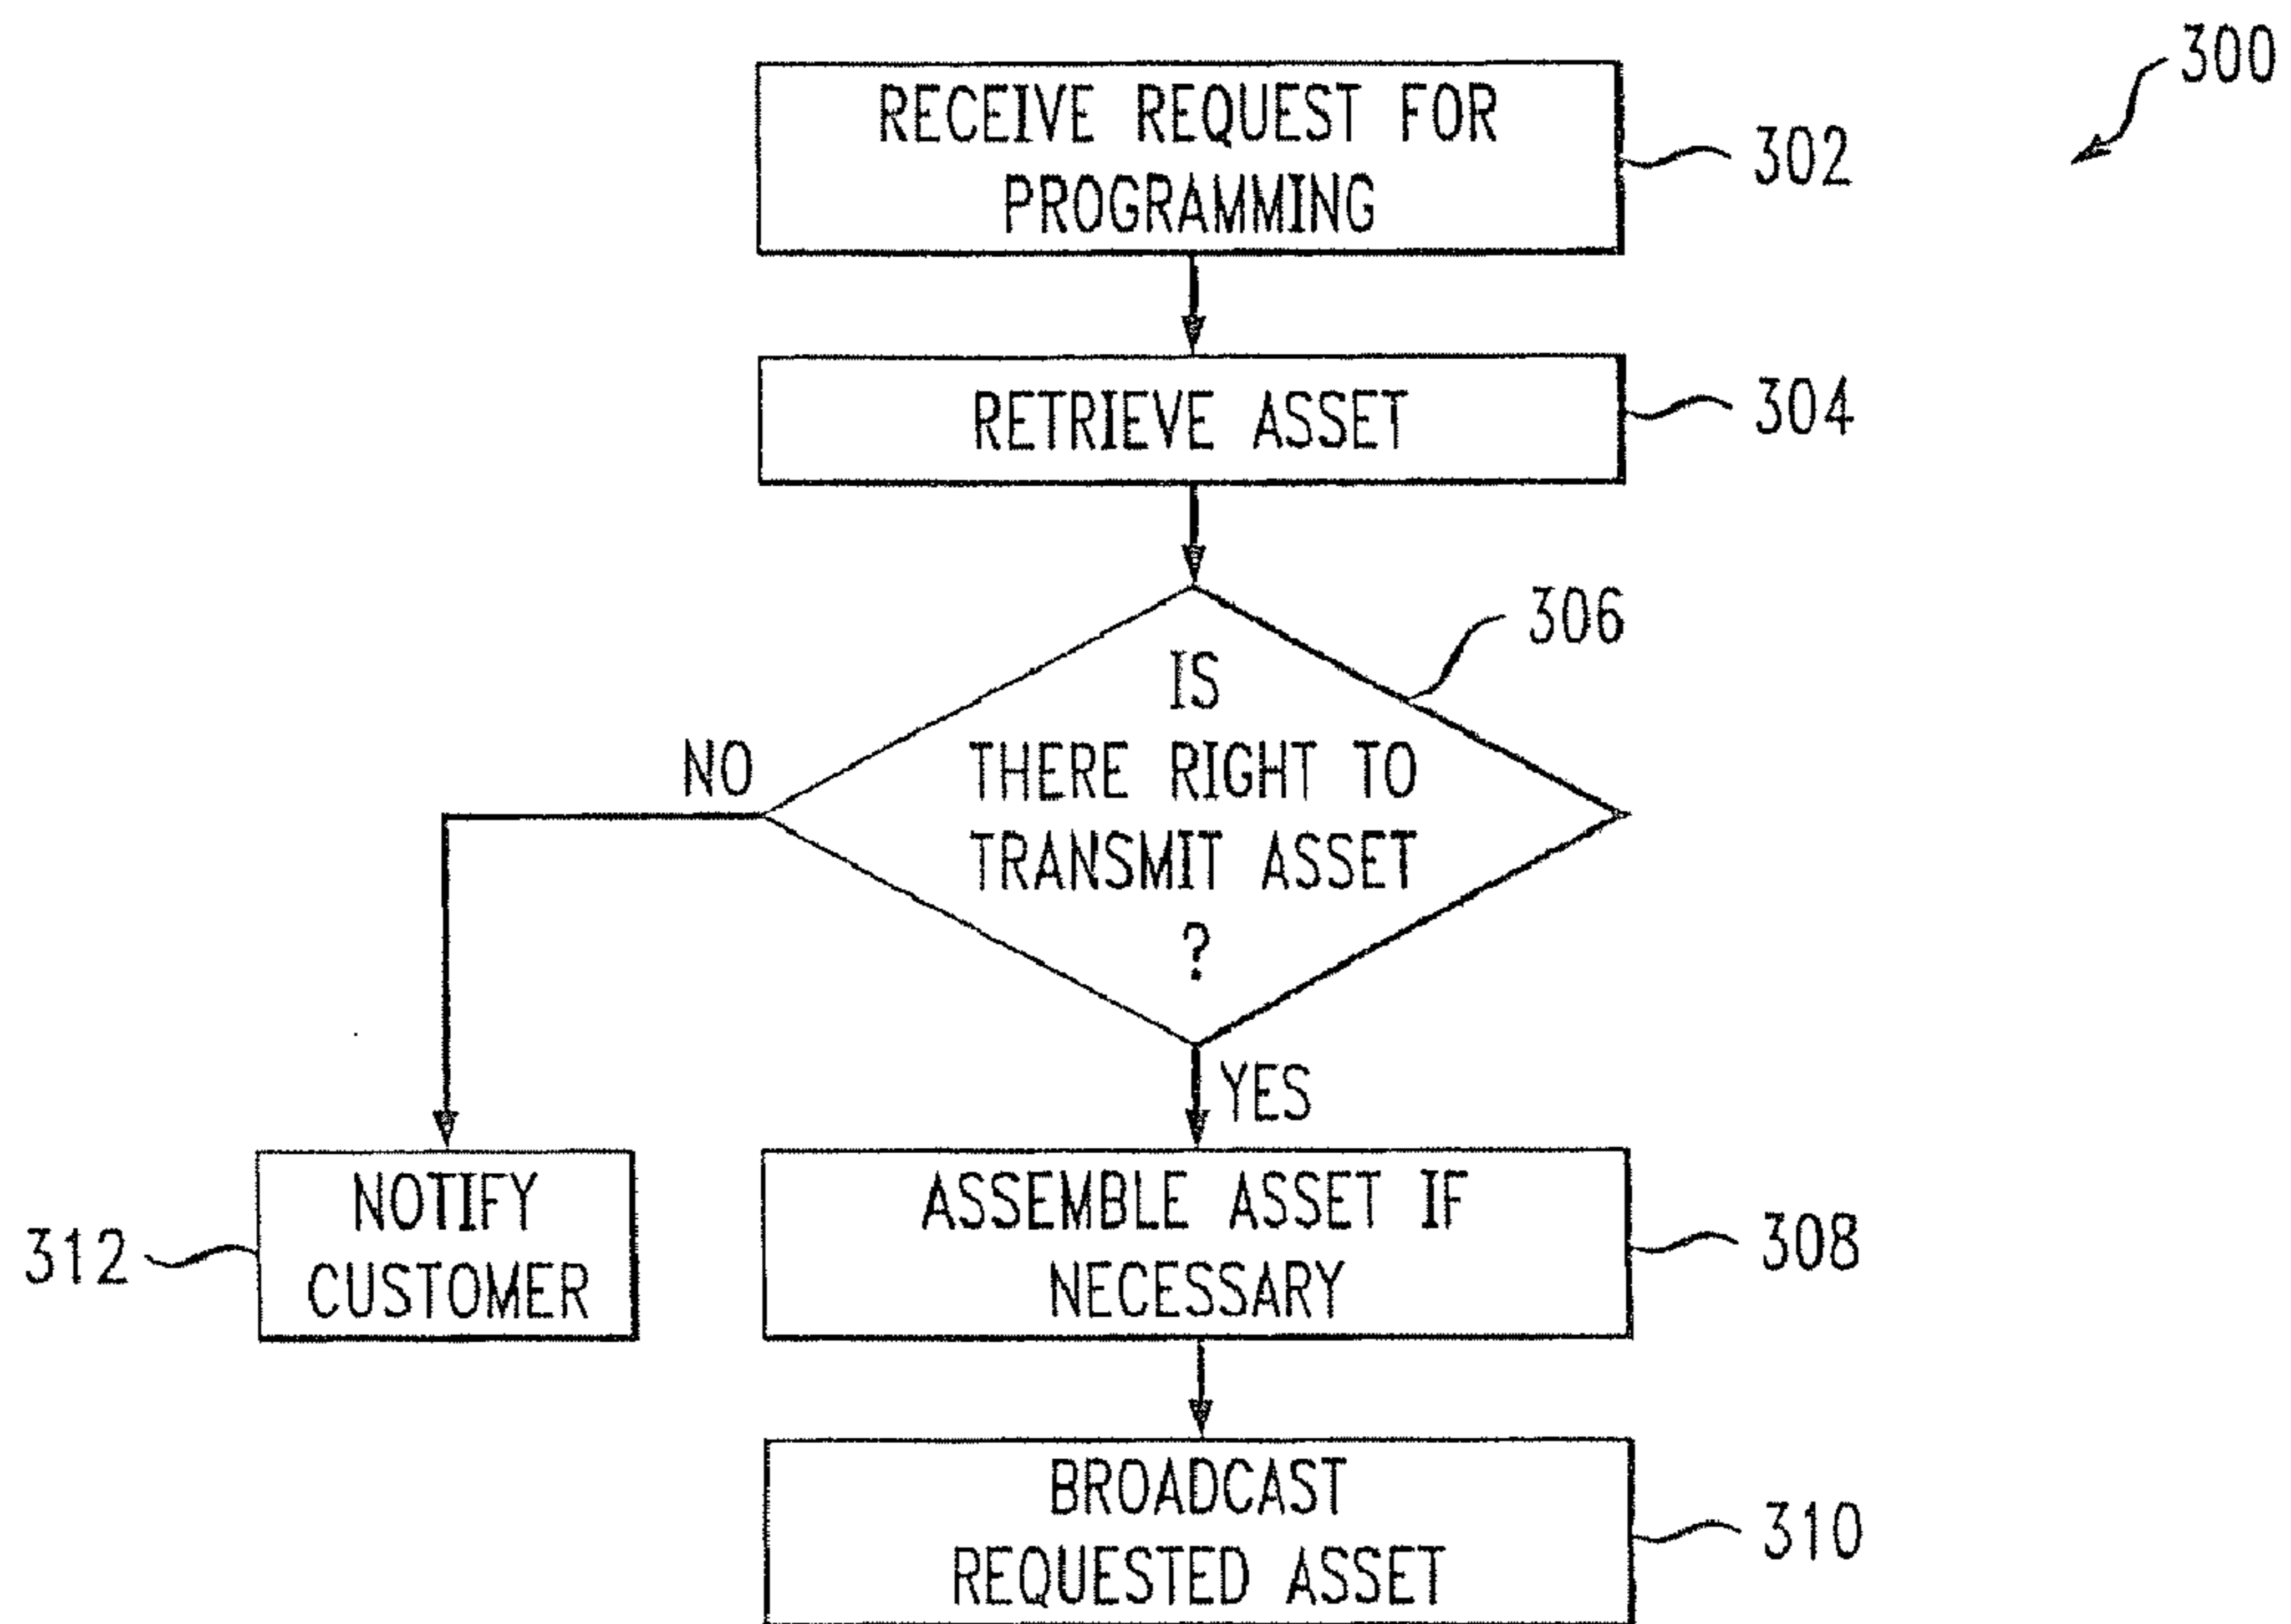 300
RECEIVE REQUEST FOR
PROGRAMMING
302
RETRIEVE ASSET
304
306
IS
THERE RIGHT TO
TRANSMIT ASSET
?
NO
YES
NOTIFY
CUSTOMER
312
ASSEMBLE ASSET IF
NECESSARY
308
BROADCAST
REQUESTED ASSET
310